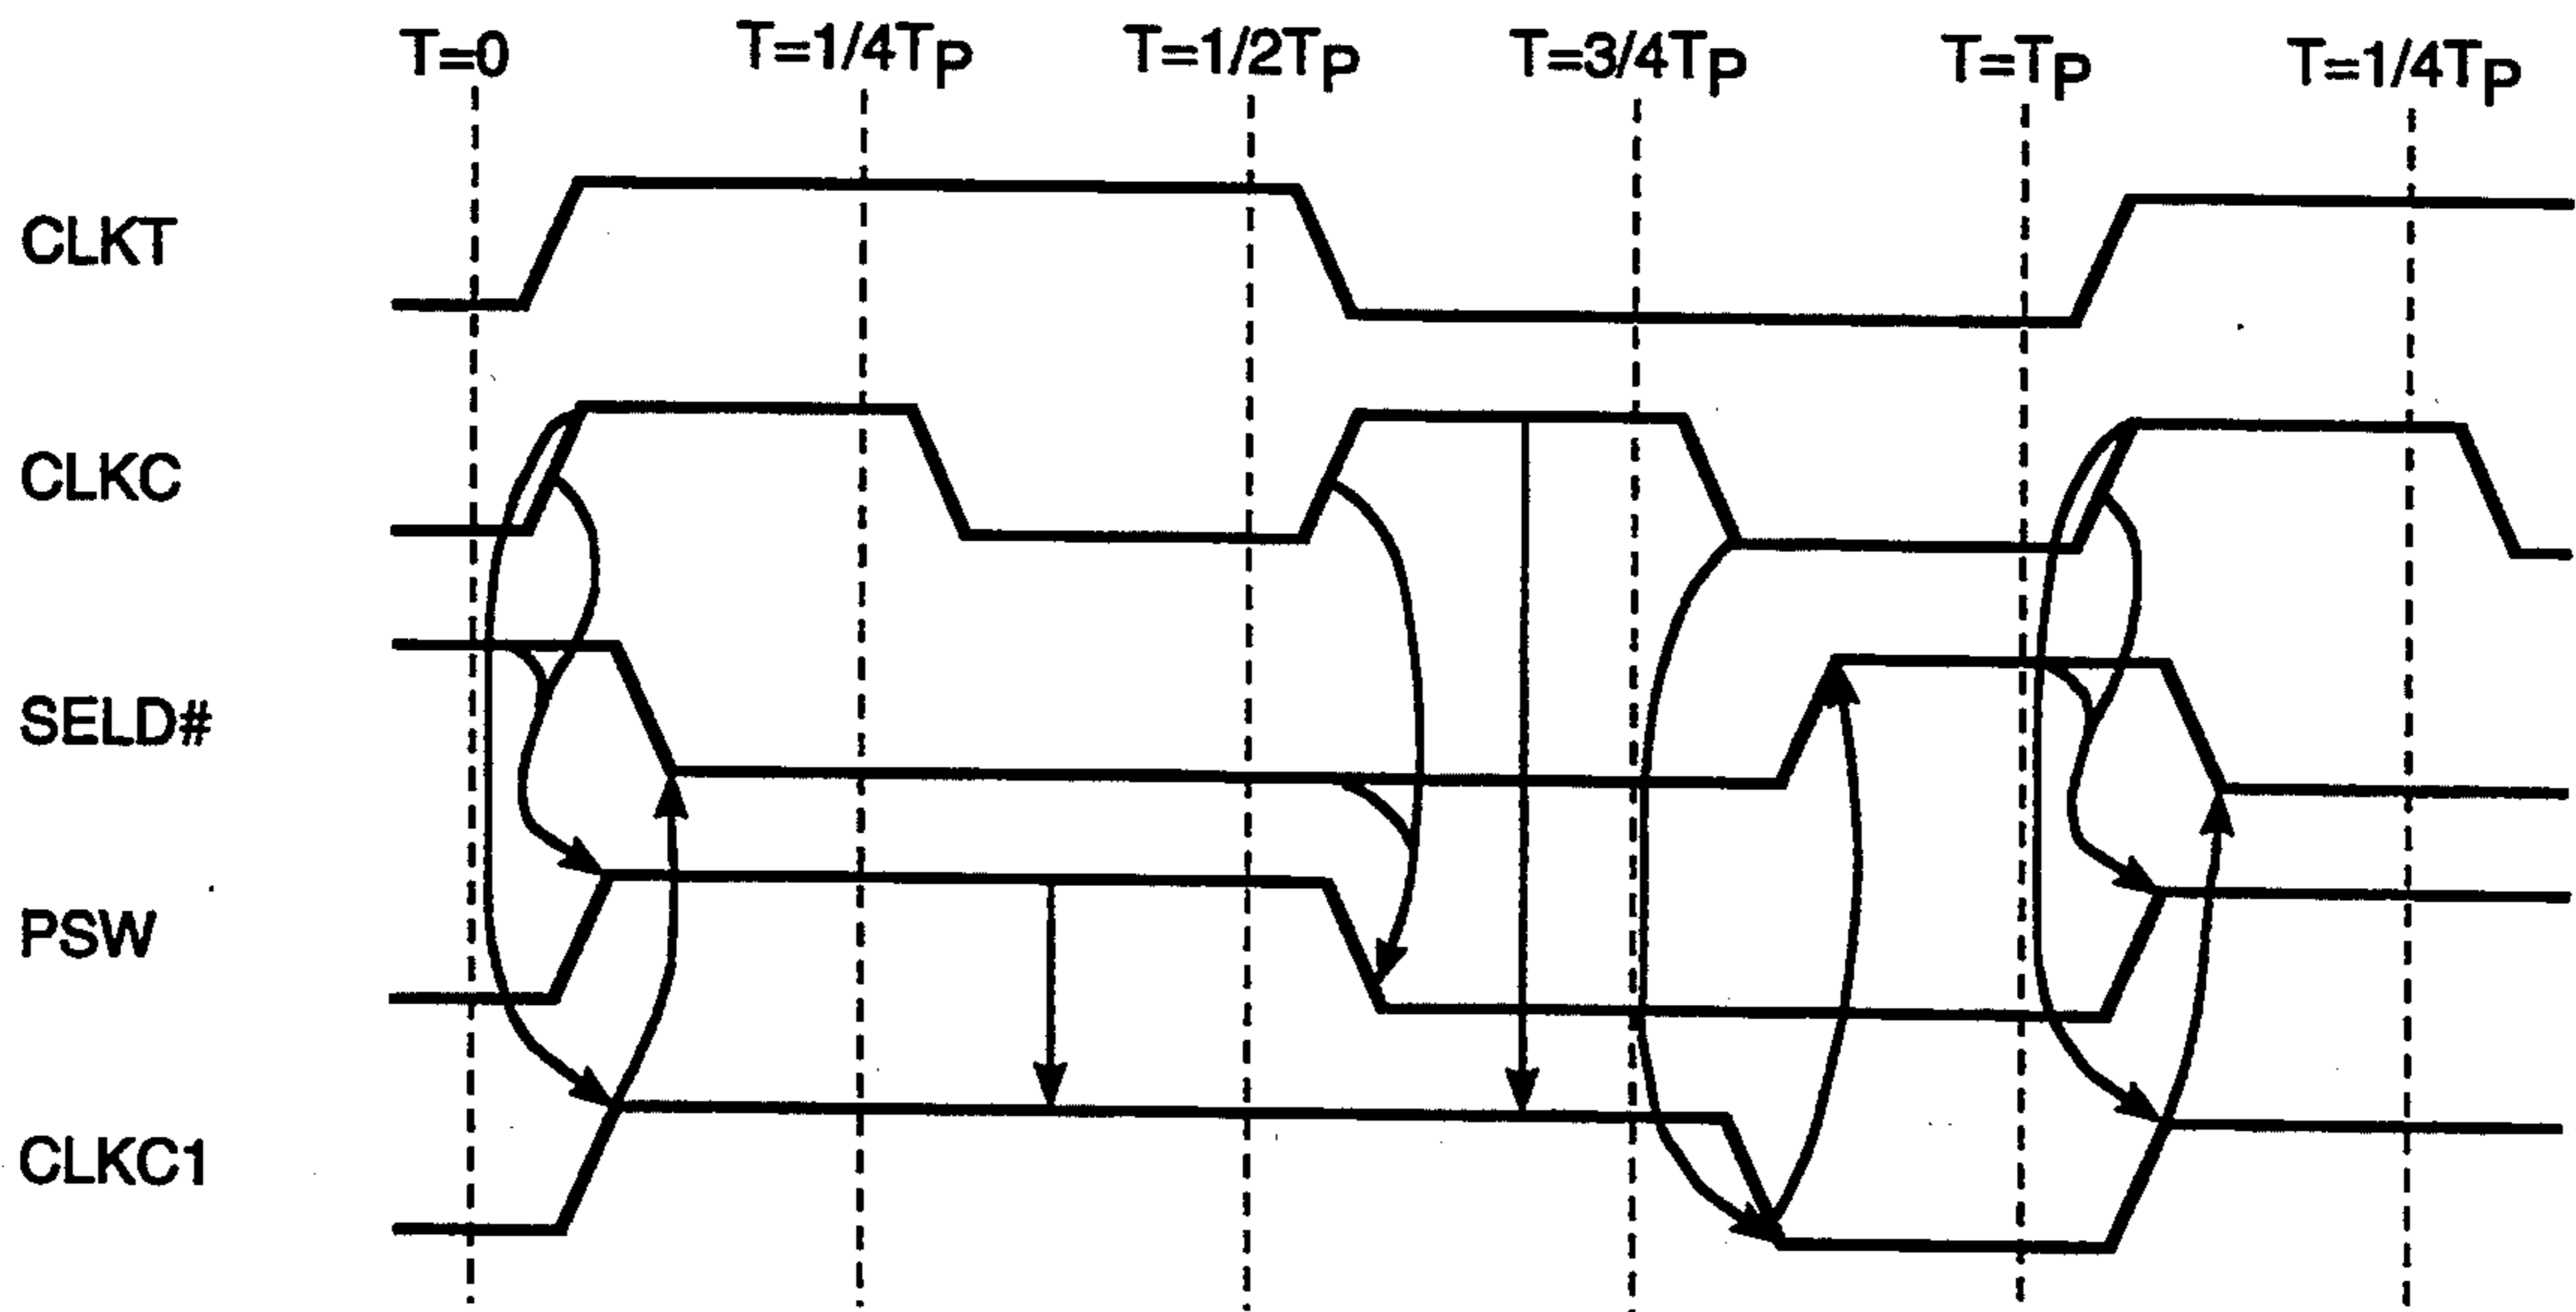 T=0 T=1/4TP T=1/2TP T=3/4TP T=TP T=1/4TP
CLKT
CLKC
SELD#
PSW
CLKC1